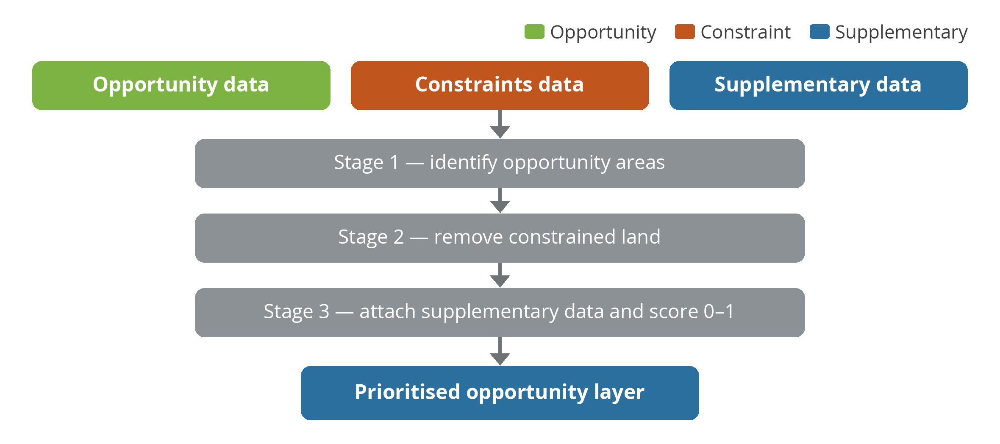 Opportunity Constraint Supplementary
Opportunity data
Constraints data
Supplementary data
Stage 1 — identify opportunity areas
Stage 2 — remove constrained land
Stage 3 — attach supplementary data and score 0–1
Prioritised opportunity layer